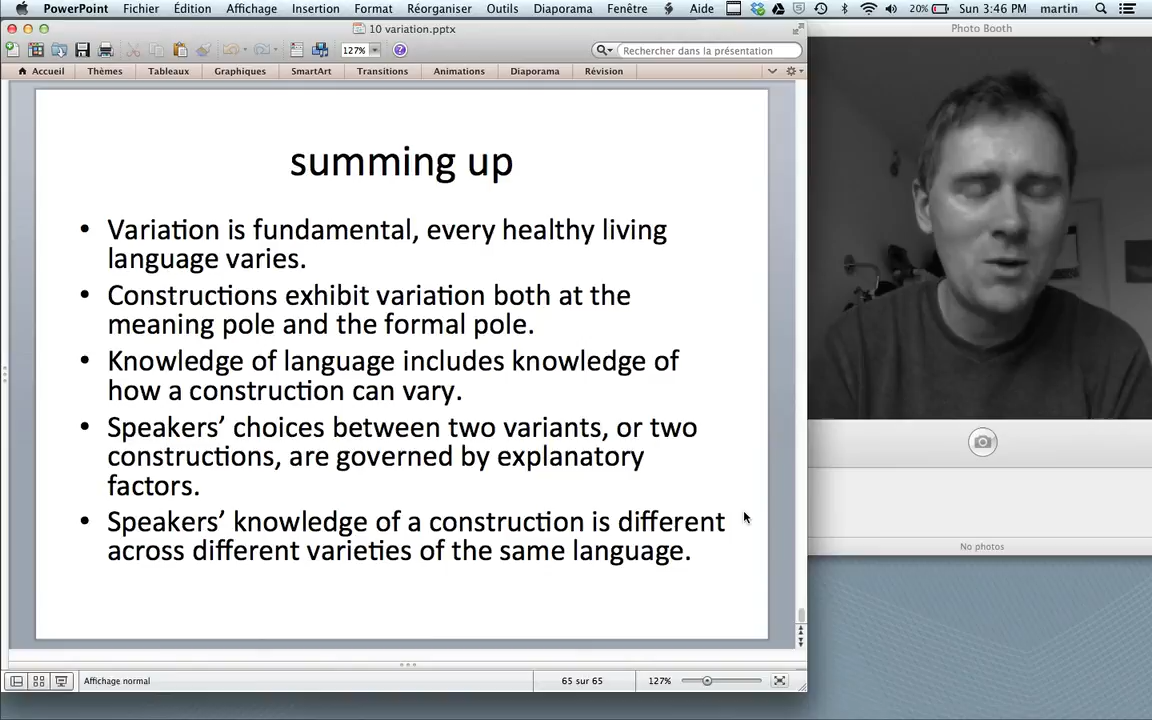 PowerPoint Fichier Édition Affichage Insertion Format Réorganiser Outils Diaporama Fenêtre Aide 20% Sun 3:46 PM martin
10 variation.pptx
Photo Booth
127% Rechercher dans la présentation
Accueil Thèmes Tableaux Graphiques SmartArt Transitions Animations Diaporama Révision
summing up
• Variation is fundamental, every healthy living
language varies.
• Constructions exhibit variation both at the
meaning pole and the formal pole.
• Knowledge of language includes knowledge of
how a construction can vary.
• Speakers’ choices between two variants, or two
constructions, are governed by explanatory
factors.
• Speakers’ knowledge of a construction is different
across different varieties of the same language.
No photos
Affichage normal 65 sur 65 127%